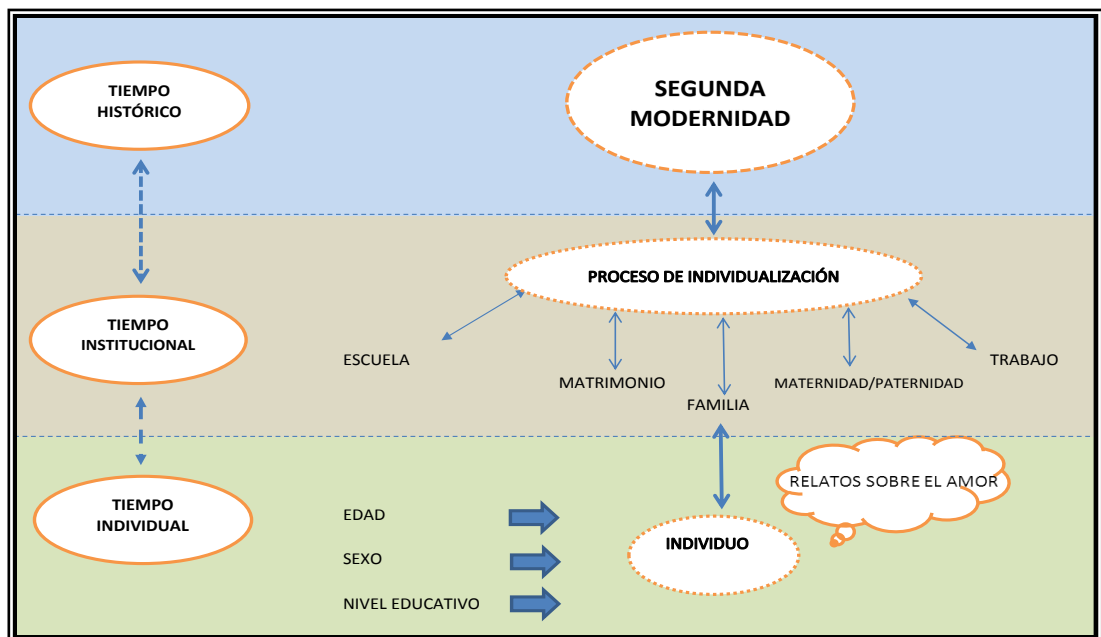 TIEMPO
HISTÓRICO
SEGUNDA
MODERNIDAD
PROCESO DE INDIVIDUALIZACIÓN
TIEMPO
INSTITUCIONAL
ESCUELA
MATRIMONIO
FAMILIA
MATERNIDAD/PATERNIDAD
TRABAJO
RELATOS SOBRE EL AMOR
TIEMPO
INDIVIDUAL
EDAD
SEXO
NIVEL EDUCATIVO
INDIVIDUO